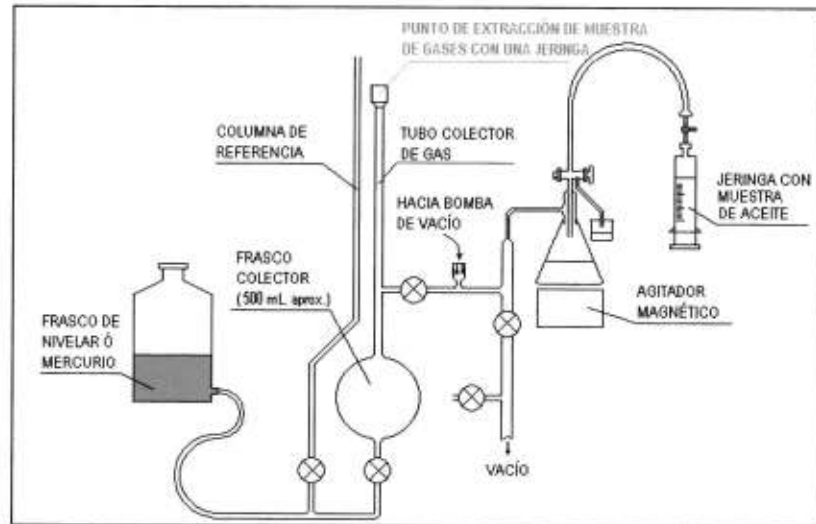 PUNTO DE EXTRACCIÓN DE MUESTRA
DE GASES CON UNA JERINGA
COLUMNA DE
REFERENCIA
TUBO COLECTOR
DE GAS
HACIA BOMBA
DE VACÍO
JERINGA CON
MUESTRA
DE ACEITE
FRASCO
COLECTOR
(500 mL aprox.)
FRASCO DE
NIVELAR Ó
MERCURIO
AGITADOR
MAGNÉTICO
VACÍO